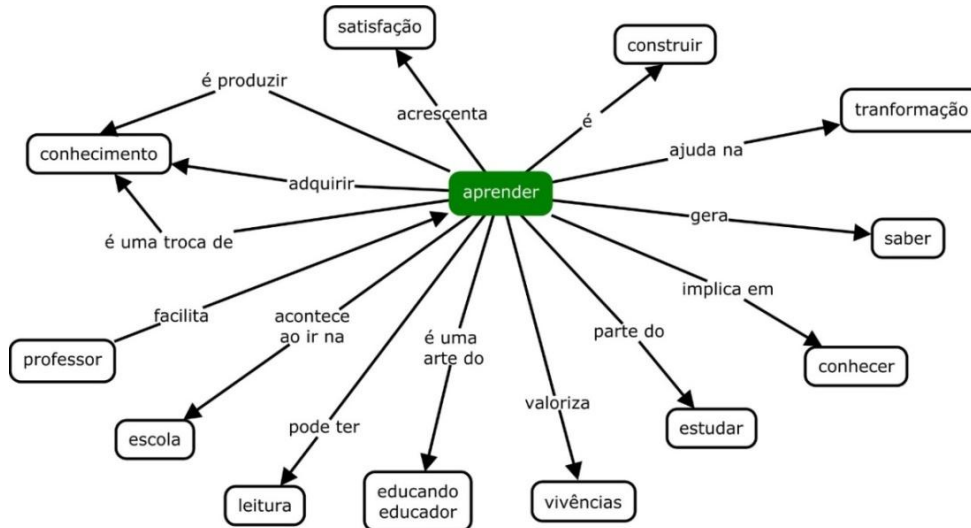 satisfação
construir
é produzir
tranformação
acrescenta
é
conhecimento
ajuda na
adquirir
aprender
gera
é uma troca de
saber
implica em
facilita
acontece
ao ir na
é uma
arte do
parte do
professor
conhecer
valoriza
pode ter
estudar
escola
leitura
educando
educador
vivências